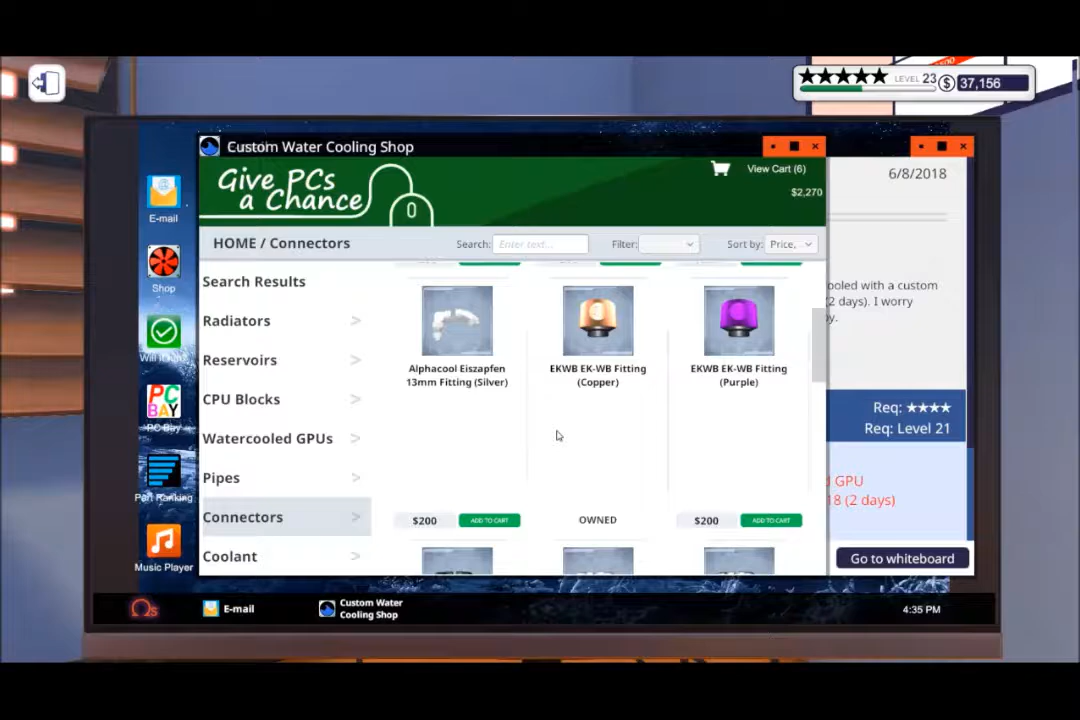 LEVEL 23
$ 37,156
Custom Water Cooling Shop
Give PCs
a Chance
View Cart (6)
$2,270
6/8/2018
HOME / Connectors
Search: Enter text...
Filter:
Sort by: Price,
E-mail
Shop
PC
BAY
PC Bay
Part Ranking
Music Player
Search Results
Radiators >
Reservoirs >
CPU Blocks >
Watercooled GPUs >
Pipes >
Connectors >
Coolant >
Alphacool Eiszapfen
13mm Fitting (Silver)
EKWB EK-WB Fitting
(Copper)
EKWB EK-WB Fitting
(Purple)
$200 ADD TO CART
OWNED
$200 ADD TO CART
ooled with a custom
(2 days). I worry
Req: ★★★★
Req: Level 21
GPU
18 (2 days)
Go to whiteboard
E-mail
Custom Water
Cooling Shop
4:35 PM